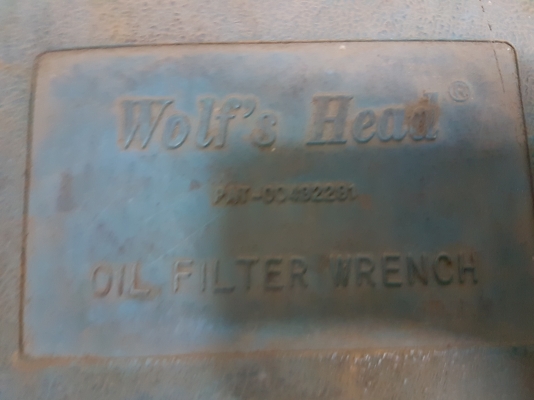 Wolf's Head ®
OIL FILTER WRENCH